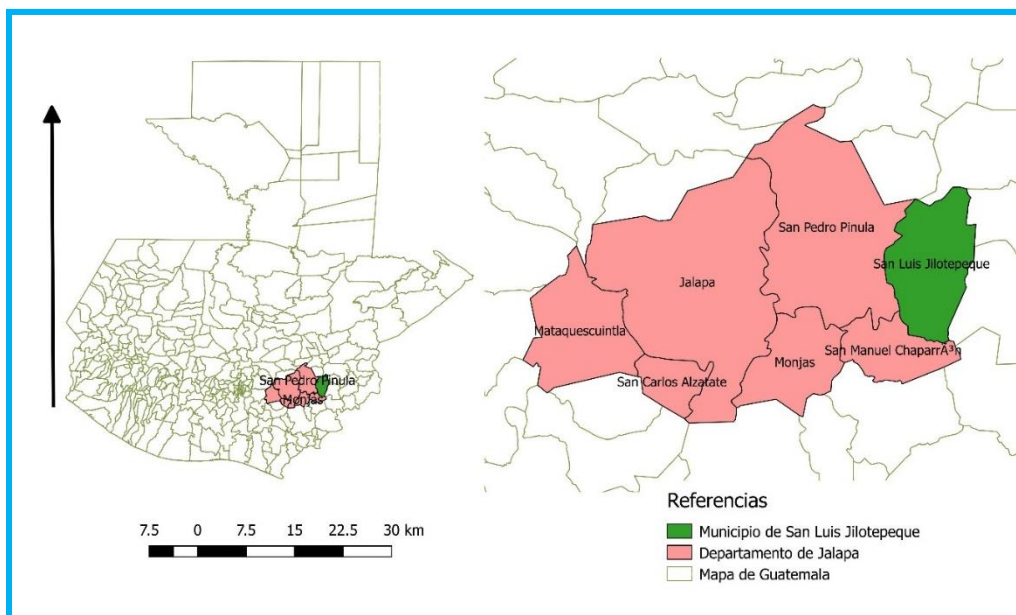 San Pedro Pinula
Monjas
7.5 0 7.5 15 22.5 30 km
San Pedro Pinula
San Luis Jilotepeque
Jalapa
Mataquescuintla
Monjas
San Manuel ChaparrÃ³n
San Carlos Alzatate
Referencias
Municipio de San Luis Jilotepeque
Departamento de Jalapa
Mapa de Guatemala